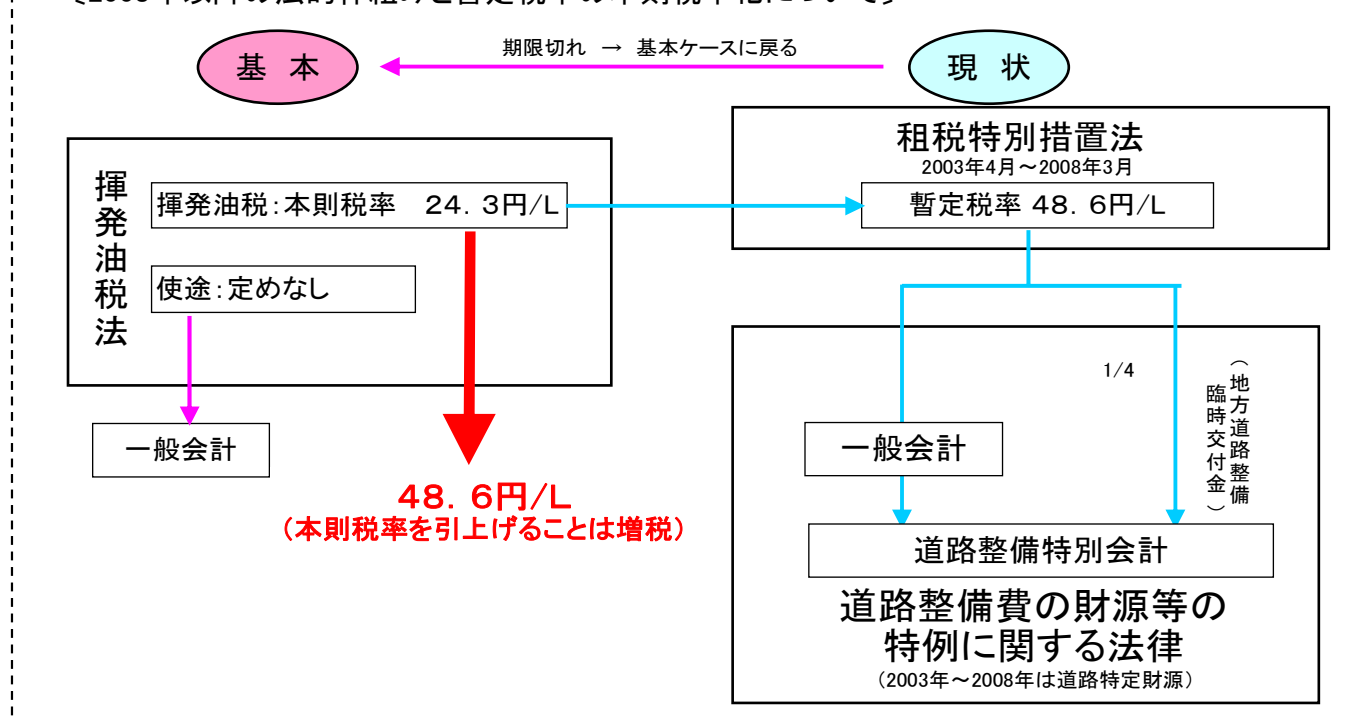 期限切れ → 基本ケースに戻る
基 本
現 状
揮発油税法
揮発油税：本則税率 24．3円/L
使途：定めなし
一般会計
48．6円/L
（本則税率を引上げることは増税）
租税特別措置法
2003年4月～2008年3月
暫定税率 48．6円/L
1/4
（地方道路整備
臨時交付金）
一般会計
道路整備特別会計
道路整備費の財源等の
特例に関する法律
（2003年～2008年は道路特定財源）